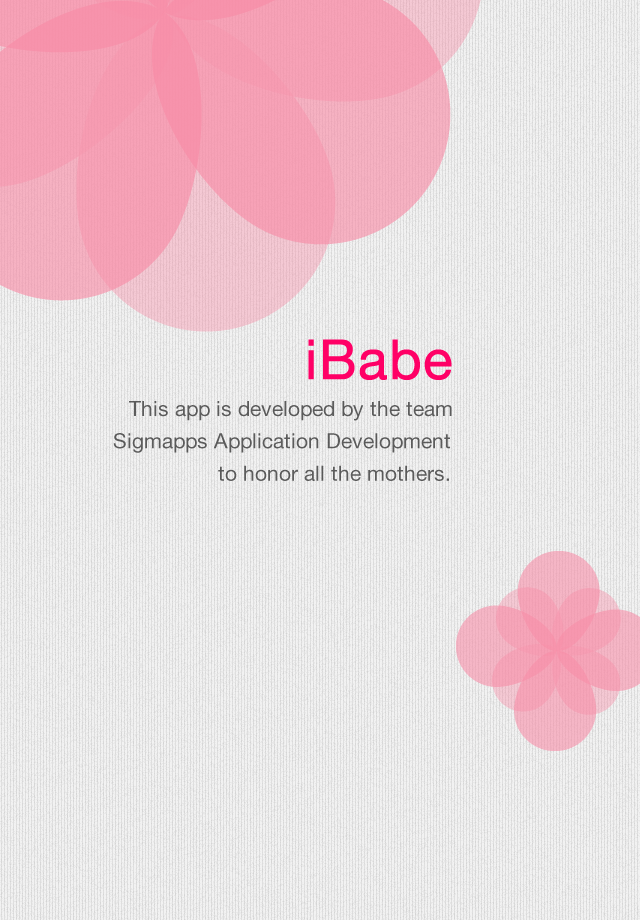 iBabe
This app is developed by the team
Sigmapps Application Development
to honor all the mothers.